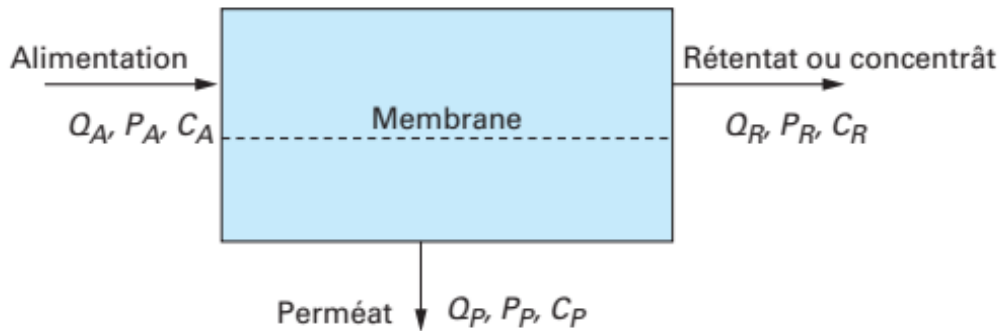 Alimentation
Q_A, P_A, C_A
Membrane
Rétentat ou concentrât
Q_R, P_R, C_R
Perméat
Q_P, P_P, C_P